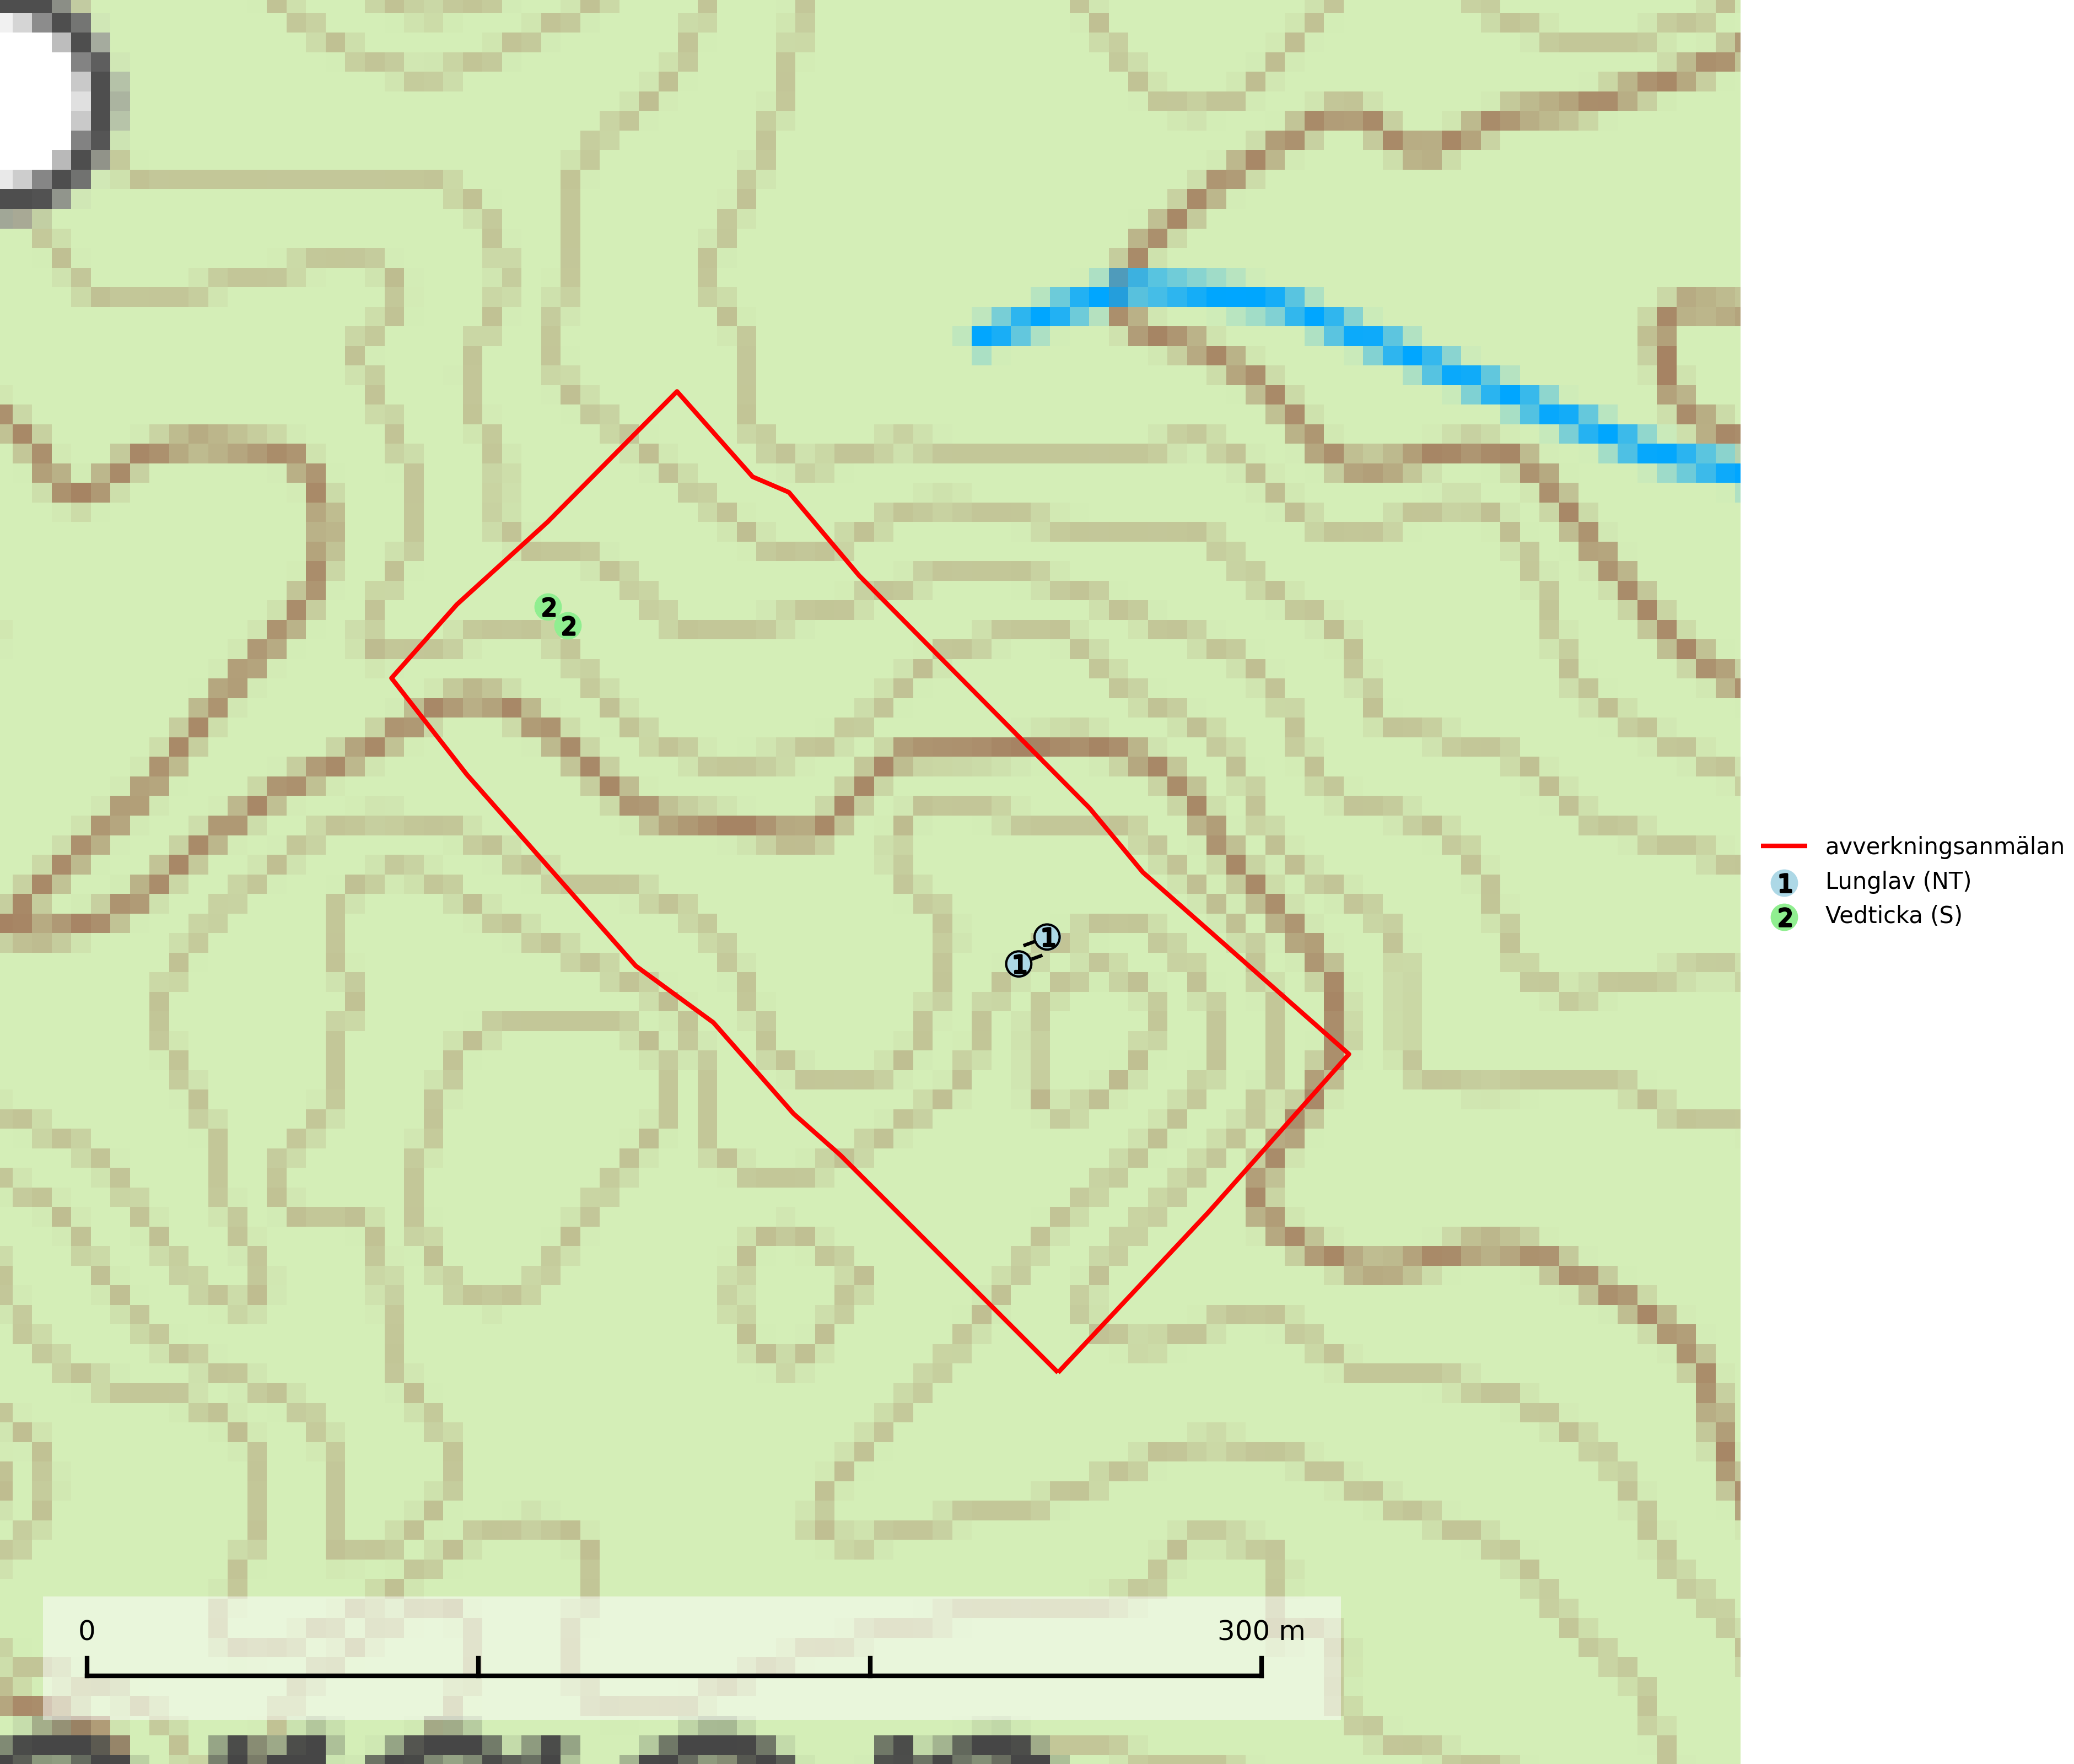 2
2
avverkningsanmälan
1 Lunglav (NT)
2 Vedticka (S)
1
1
0 300 m